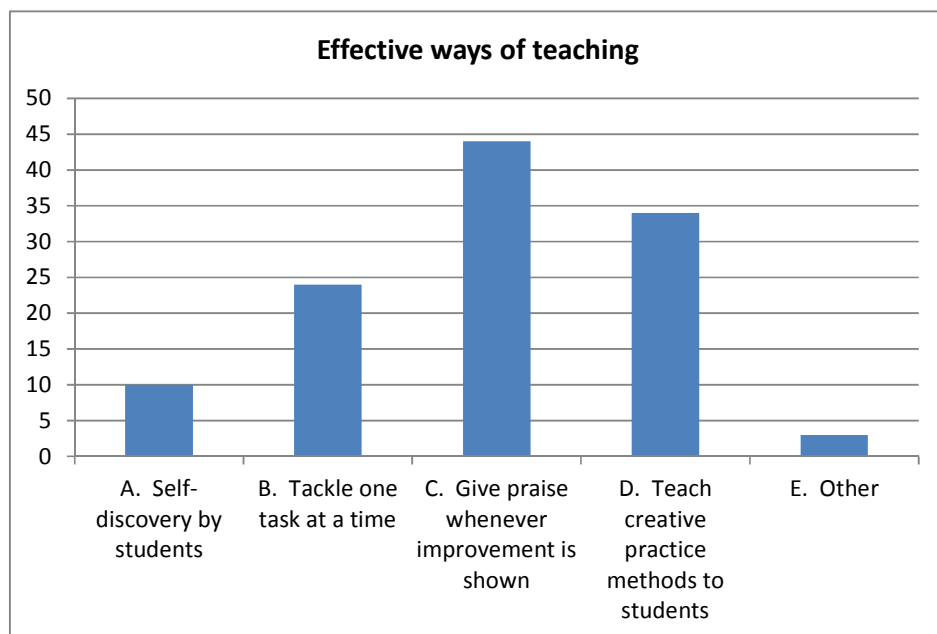 Effective ways of teaching
50
45
40
35
30
25
20
15
10
5
0
A. Self-
discovery by
students
B. Tackle one
task at a time
C. Give praise
whenever
improvement is
shown
D. Teach
creative
practice
methods to
students
E. Other